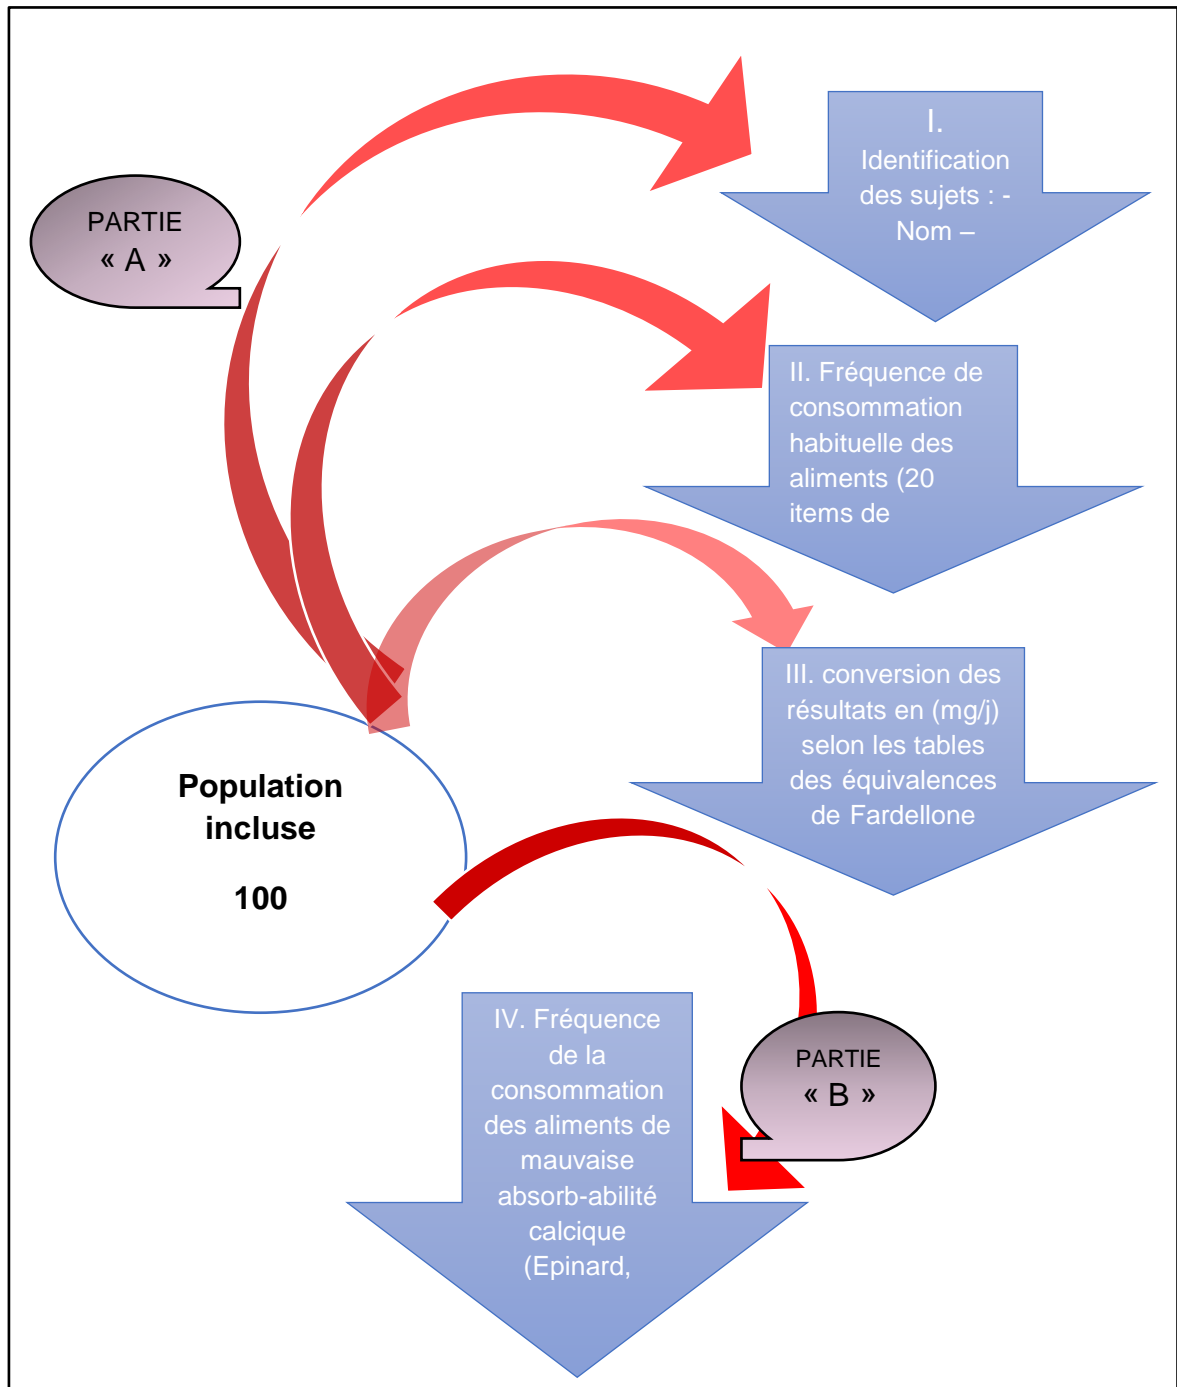 PARTIE
« A »
I.
Identification
des sujets : -
Nom –
II. Fréquence de
consommation
habituelle des
aliments (20
items de
III. conversion des
résultats en (mg/j)
selon les tables
des équivalences
de Fardellone
Population
incluse
100
IV. Fréquence
de la
consommation
des aliments de
mauvaise
absorb-abilité
calcique
(Epinard,
PARTIE
« B »